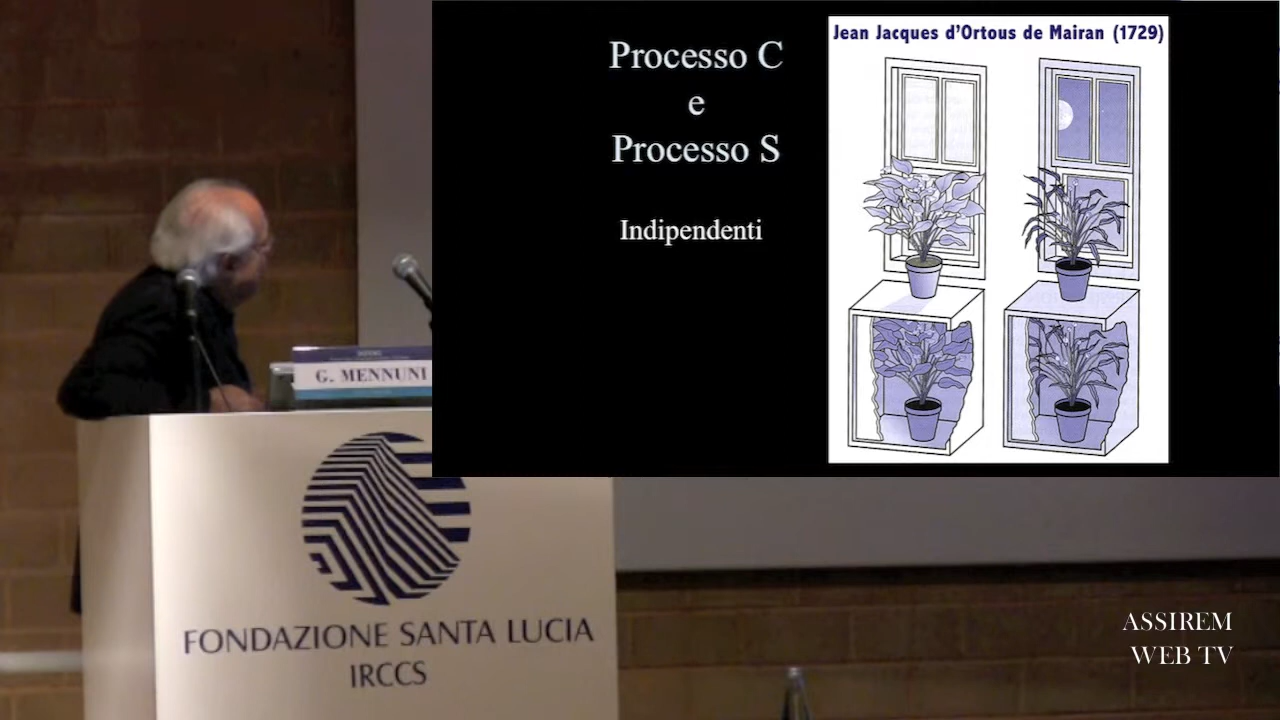 Processo C
e
Processo S
Indipendenti
Jean Jacques d'Ortous de Mairan (1729)
G. MENNUNI
FONDAZIONE SANTA LUCIA
IRCCS
ASSIREM
WEB TV